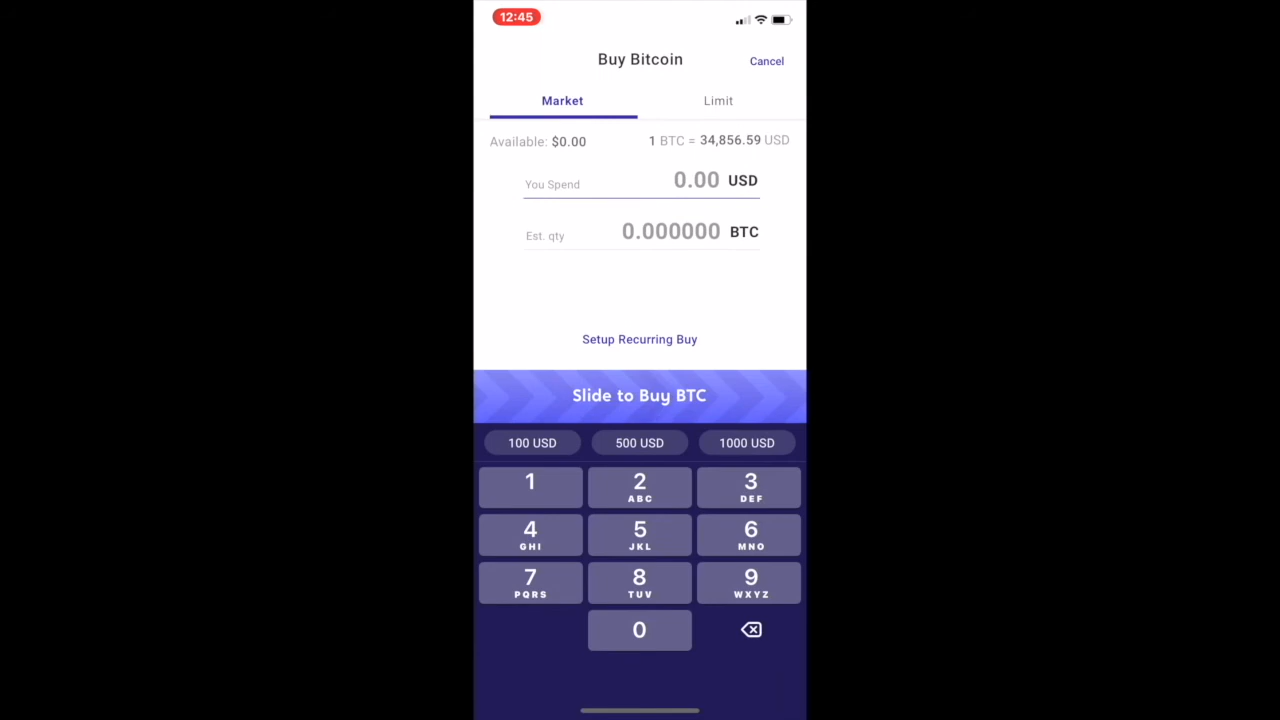 12:45
Buy Bitcoin
Cancel
Market
Limit
Available: $0.00
1 BTC = 34,856.59 USD
You Spend
0.00 USD
Est. qty
0.000000 BTC
Setup Recurring Buy
Slide to Buy BTC
100 USD
500 USD
1000 USD
1
2
ABC
3
DEF
4
GHI
5
JKL
6
MNO
7
PQRS
8
TUV
9
WXYZ
0